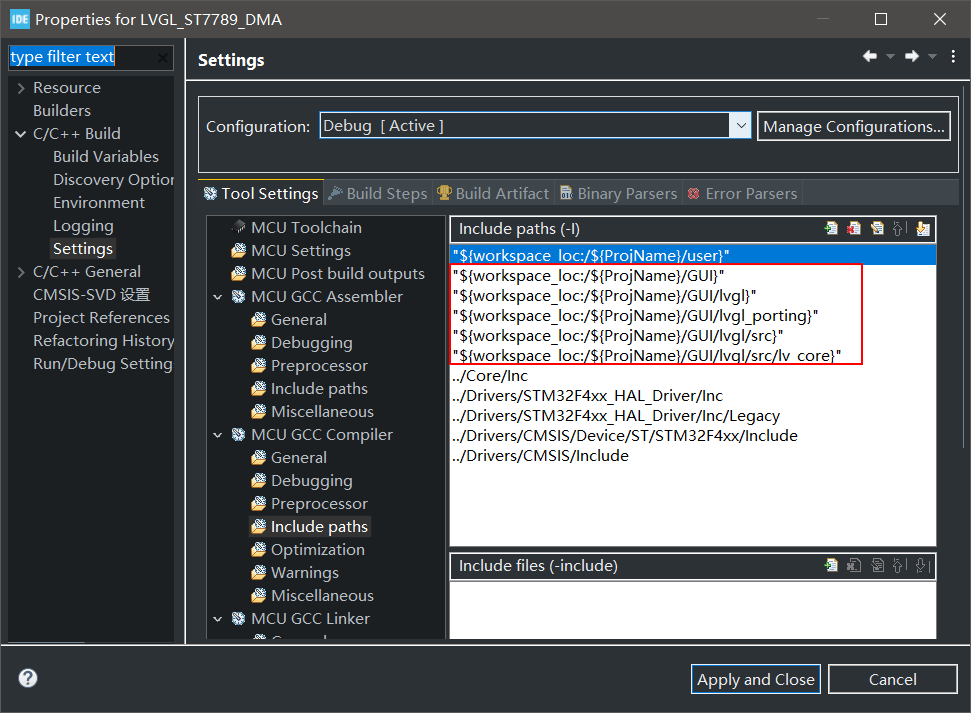 IDE Properties for LVGL_ST7789_DMA
type filter text
Settings
Resource
Builders
C/C++ Build
Build Variables
Discovery Option
Environment
Logging
Settings
C/C++ General
CMSIS-SVD 设置
Project References
Refactoring History
Run/Debug Setting
Configuration:
Debug [ Active ]
Manage Configurations...
Tool Settings
Build Steps
Build Artifact
Binary Parsers
Error Parsers
MCU Toolchain
MCU Settings
MCU Post build outputs
MCU GCC Assembler
General
Debugging
Preprocessor
Include paths
Miscellaneous
MCU GCC Compiler
General
Debugging
Preprocessor
Include paths
Optimization
Warnings
Miscellaneous
MCU GCC Linker
Include paths (-I)
"${workspace_loc:/${ProjName}/user}"
"${workspace_loc:/${ProjName}/GUI}"
"${workspace_loc:/${ProjName}/GUI/lvgl}"
"${workspace_loc:/${ProjName}/GUI/lvgl_porting}"
"${workspace_loc:/${ProjName}/GUI/lvgl/src}"
"${workspace_loc:/${ProjName}/GUI/lvgl/src/lv_core}"
../Core/Inc
../Drivers/STM32F4xx_HAL_Driver/Inc
../Drivers/STM32F4xx_HAL_Driver/Inc/Legacy
../Drivers/CMSIS/Device/ST/STM32F4xx/Include
../Drivers/CMSIS/Include
Include files (-include)
Apply and Close
Cancel